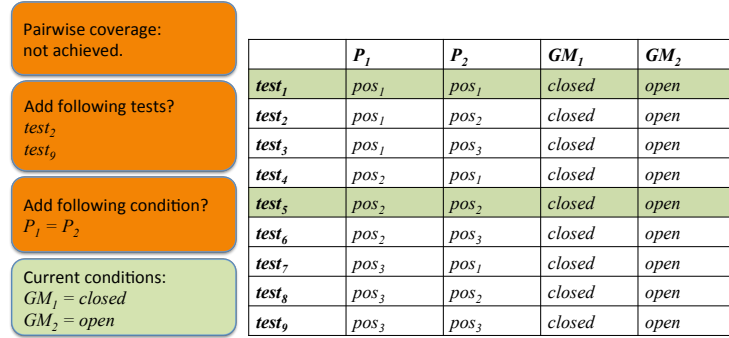 Pairwise coverage:
not achieved.
Add following tests?
test2
test9
Add following condition?
P1 = P2
Current conditions:
GM1 = closed
GM2 = open
P1 P2 GM1 GM2
test1 pos1 pos1 closed open
test2 pos1 pos2 closed open
test3 pos1 pos3 closed open
test4 pos2 pos1 closed open
test5 pos2 pos2 closed open
test6 pos2 pos3 closed open
test7 pos3 pos1 closed open
test8 pos3 pos2 closed open
test9 pos3 pos3 closed open